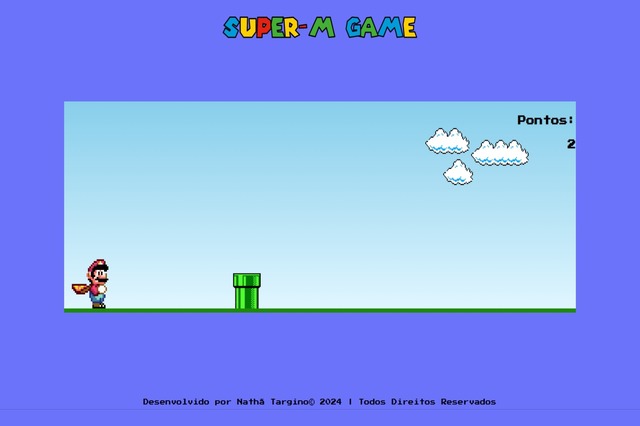 SUPER-M GAME
Pontos:
2
Desenvolvido por Nathã Targino© 2024 | Todos Direitos Reservados